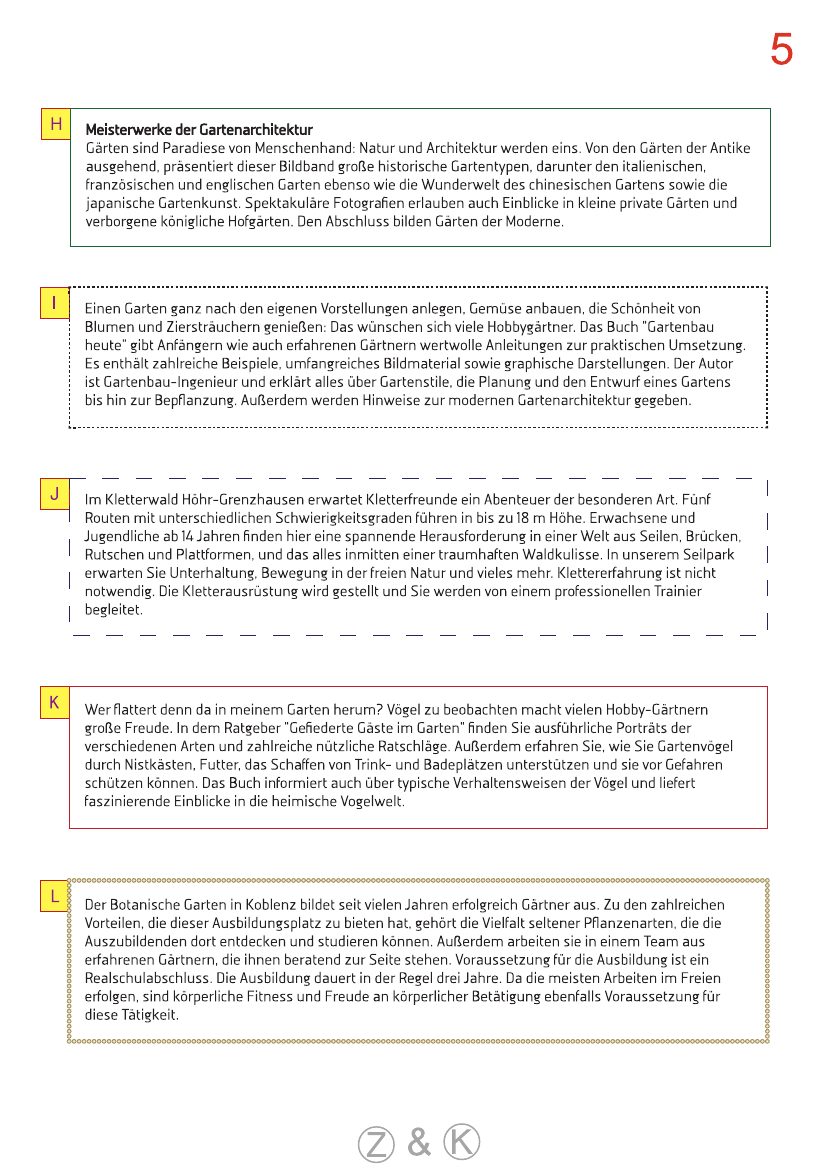 5
H
Meisterwerke der Gartenarchitektur
Gärten sind Paradiese von Menschenhand: Natur und Architektur werden eins. Von den Gärten der Antike
ausgehend, präsentiert dieser Bildband große historische Gartentypen, darunter den italienischen,
französischen und englischen Garten ebenso wie die Wunderwelt des chinesischen Gartens sowie die
japanische Gartenkunst. Spektakuläre Fotografien erlauben auch Einblicke in kleine private Gärten und
verborgene königliche Hofgärten. Den Abschluss bilden Gärten der Moderne.
I
Einen Garten ganz nach den eigenen Vorstellungen anlegen, Gemüse anbauen, die Schönheit von
Blumen und Ziersträuchern genießen: Das wünschen sich viele Hobbygärtner. Das Buch "Gartenbau
heute" gibt Anfängern wie auch erfahrenen Gärtnern wertwolle Anleitungen zur praktischen Umsetzung.
Es enthält zahlreiche Beispiele, umfangreiches Bildmaterial sowie graphische Darstellungen. Der Autor
ist Gartenbau-Ingenieur und erklärt alles über Gartenstile, die Planung und den Entwurf eines Gartens
bis hin zur Bepflanzung. Außerdem werden Hinweise zur modernen Gartenarchitektur gegeben.
J
Im Kletterwald Höhr-Grenzhausen erwartet Kletterfreunde ein Abenteuer der besonderen Art. Fünf
Routen mit unterschiedlichen Schwierigkeitsgraden führen in bis zu 18 m Höhe. Erwachsene und
Jugendliche ab 14 Jahren finden hier eine spannende Herausforderung in einer Welt aus Seilen, Brücken,
Rutschen und Plattformen, und das alles inmitten einer traumhaften Waldkulisse. In unserem Seilpark
erwarten Sie Unterhaltung, Bewegung in der freien Natur und vieles mehr. Klettererfahrung ist nicht
notwendig. Die Kletterausrüstung wird gestellt und Sie werden von einem professionellen Trainier
begleitet.
K
Wer flattert denn da in meinem Garten herum? Vögel zu beobachten macht vielen Hobby-Gärtnern
große Freude. In dem Ratgeber "Gefiederte Gäste im Garten" finden Sie ausführliche Porträts der
verschiedenen Arten und zahlreiche nützliche Ratschläge. Außerdem erfahren Sie, wie Sie Gartenvögel
durch Nistkästen, Futter, das Schaffen von Trink- und Badeplätzen unterstützen und sie vor Gefahren
schützen können. Das Buch informiert auch über typische Verhaltensweisen der Vögel und liefert
faszinierende Einblicke in die heimische Vogelwelt.
L
Der Botanische Garten in Koblenz bildet seit vielen Jahren erfolgreich Gärtner aus. Zu den zahlreichen
Vorteilen, die dieser Ausbildungsplatz zu bieten hat, gehört die Vielfalt seltener Pflanzenarten, die die
Auszubildenden dort entdecken und studieren können. Außerdem arbeiten sie in einem Team aus
erfahrenen Gärtnern, die ihnen beratend zur Seite stehen. Voraussetzung für die Ausbildung ist ein
Realschulabschluss. Die Ausbildung dauert in der Regel drei Jahre. Da die meisten Arbeiten im Freien
erfolgen, sind körperliche Fitness und Freude an körperlicher Betätigung ebenfalls Voraussetzung für
diese Tätigkeit.
Z & K